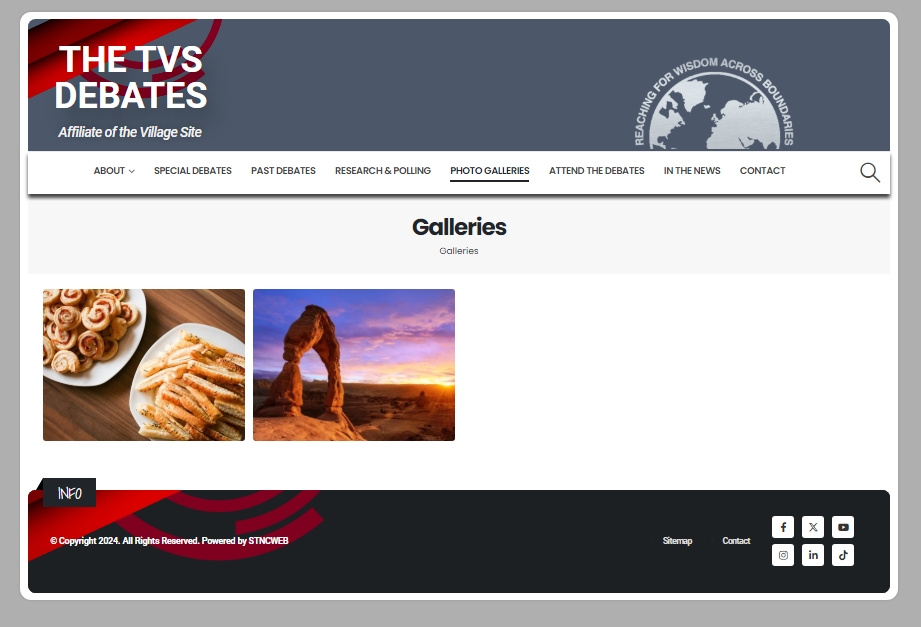 THE TVS
DEBATES
Affiliate of the Village Site
REACHING FOR WISDOM ACROSS BOUNDARIES
ABOUT SPECIAL DEBATES PAST DEBATES RESEARCH & POLLING PHOTO GALLERIES ATTEND THE DEBATES IN THE NEWS CONTACT
Galleries
Galleries
INFO
© Copyright 2024. All Rights Reserved. Powered by STNCWEB
Sitemap Contact